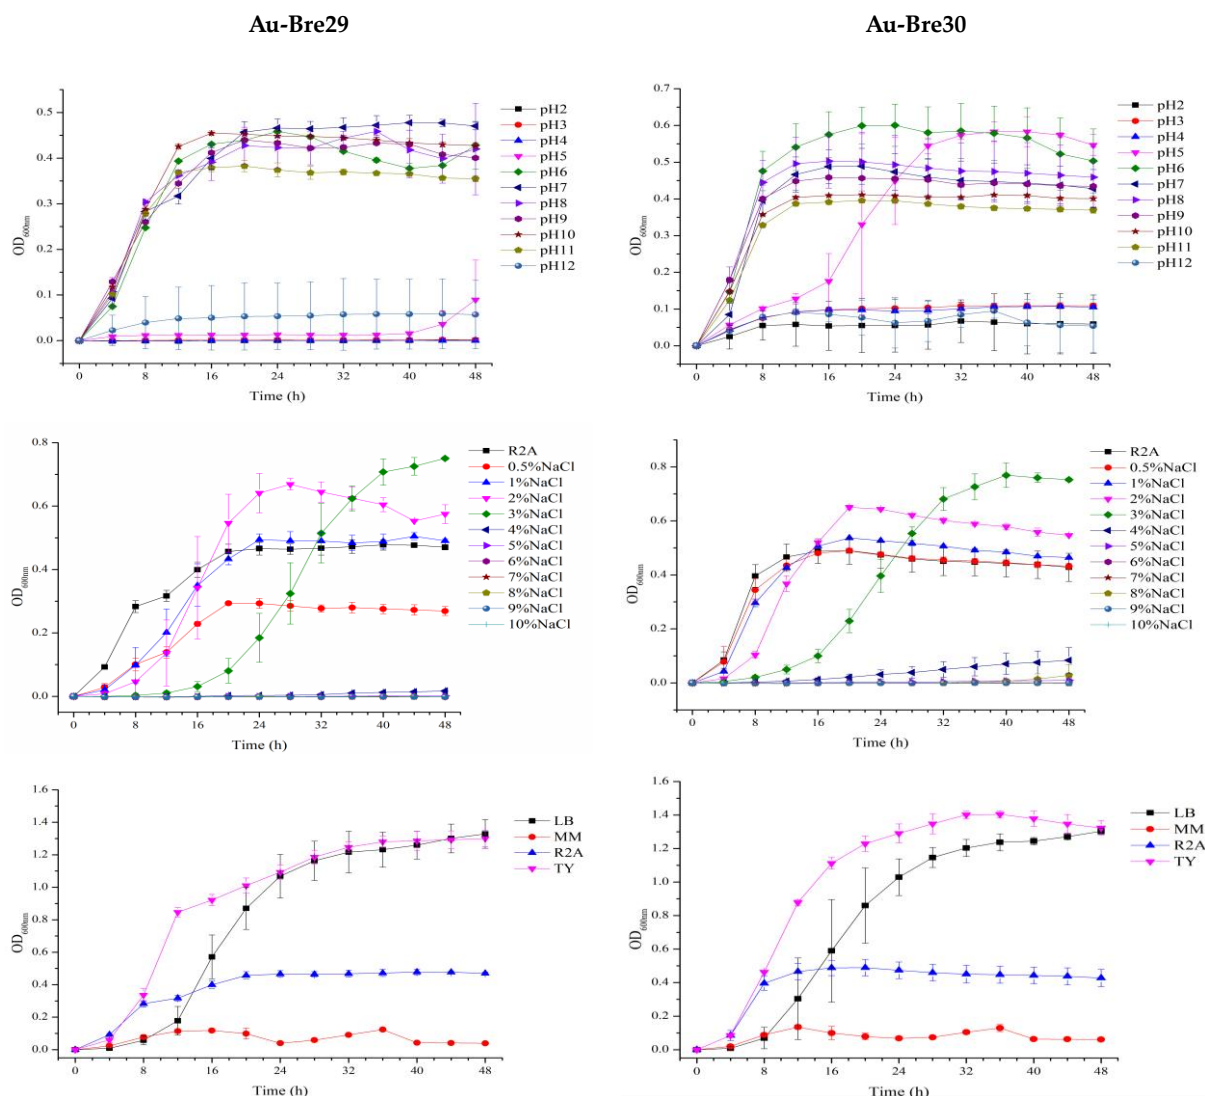 Au-Bre29
Au-Bre30
0.5
0.4
0.3
0.2
0.1
0.0
OD600nm
0 8 16 24 32 40 48
Time (h)
pH2
pH3
pH4
pH5
pH6
pH7
pH8
pH9
pH10
pH11
pH12
0.7
0.6
0.5
0.4
0.3
0.2
0.1
0.0
OD600nm
0 8 16 24 32 40 48
Time (h)
pH2
pH3
pH4
pH5
pH6
pH7
pH8
pH9
pH10
pH11
pH12
0.8
0.6
0.4
0.2
0.0
OD600nm
0 8 16 24 32 40 48
Time (h)
R2A
0.5%NaCl
1%NaCl
2%NaCl
3%NaCl
4%NaCl
5%NaCl
6%NaCl
7%NaCl
8%NaCl
9%NaCl
10%NaCl
0.8
0.6
0.4
0.2
0.0
OD600nm
0 8 16 24 32 40 48
Time (h)
R2A
0.5%NaCl
1%NaCl
2%NaCl
3%NaCl
4%NaCl
5%NaCl
6%NaCl
7%NaCl
8%NaCl
9%NaCl
10%NaCl
1.6
1.4
1.2
1.0
0.8
0.6
0.4
0.2
0.0
OD600nm
0 8 16 24 32 40 48
Time (h)
LB
MM
R2A
TY
1.6
1.4
1.2
1.0
0.8
0.6
0.4
0.2
0.0
OD600nm
0 8 16 24 32 40 48
Time (h)
LB
MM
R2A
TY